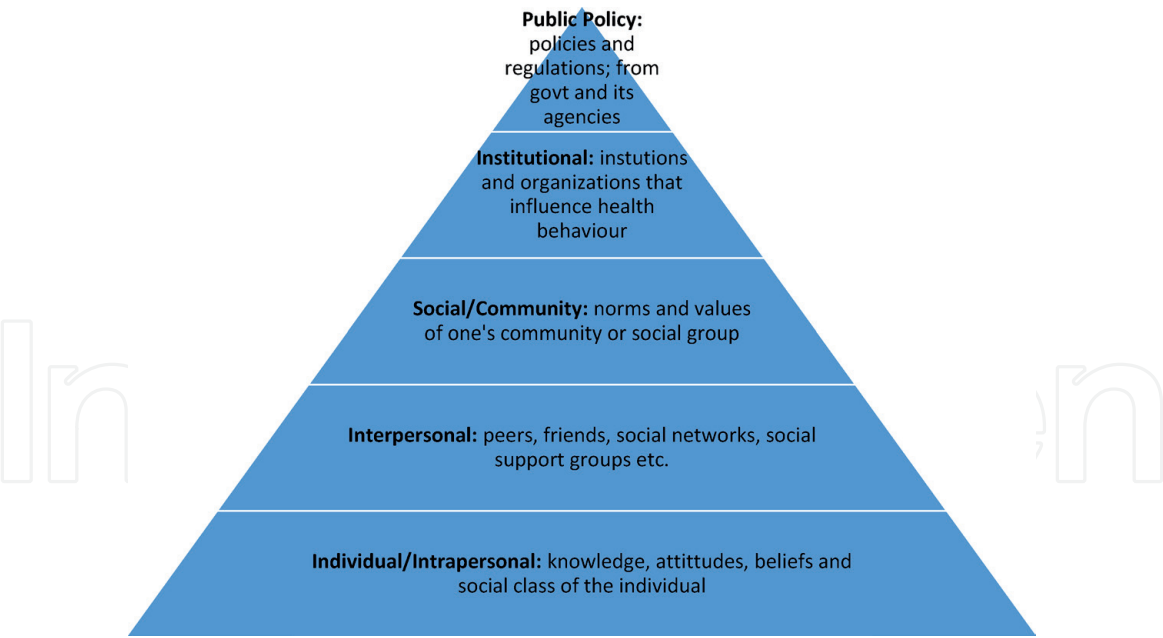 Public Policy:
policies and
regulations; from
govt and its
agencies
Institutional: instutions
and organizations that
influence health
behaviour
Social/Community: norms and values
of one's community or social group
Interpersonal: peers, friends, social networks, social
support groups etc.
Individual/Intrapersonal: knowledge, attittudes, beliefs and
social class of the individual